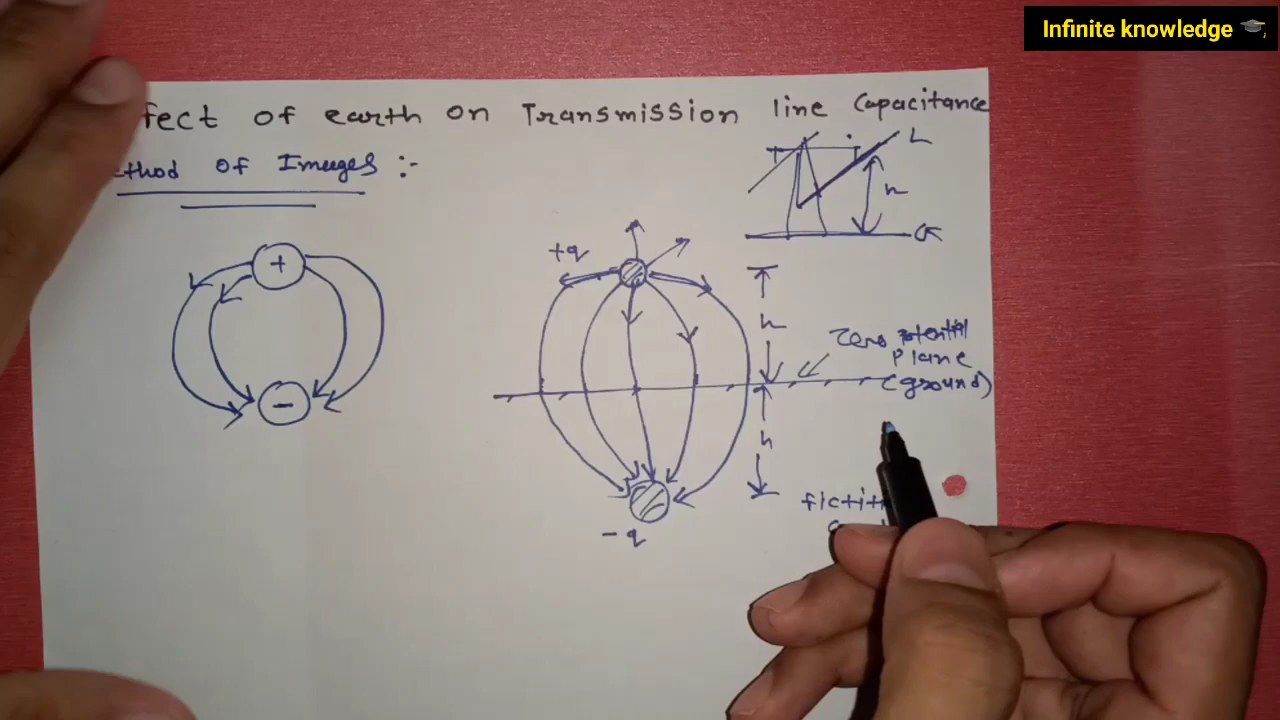 Infinite knowledge
fect of earth on Transmission line Capacitance
thod of Images :-
L
h
G
+
-
+q
h
Zero potential
plane
(ground)
h
fictit
- q